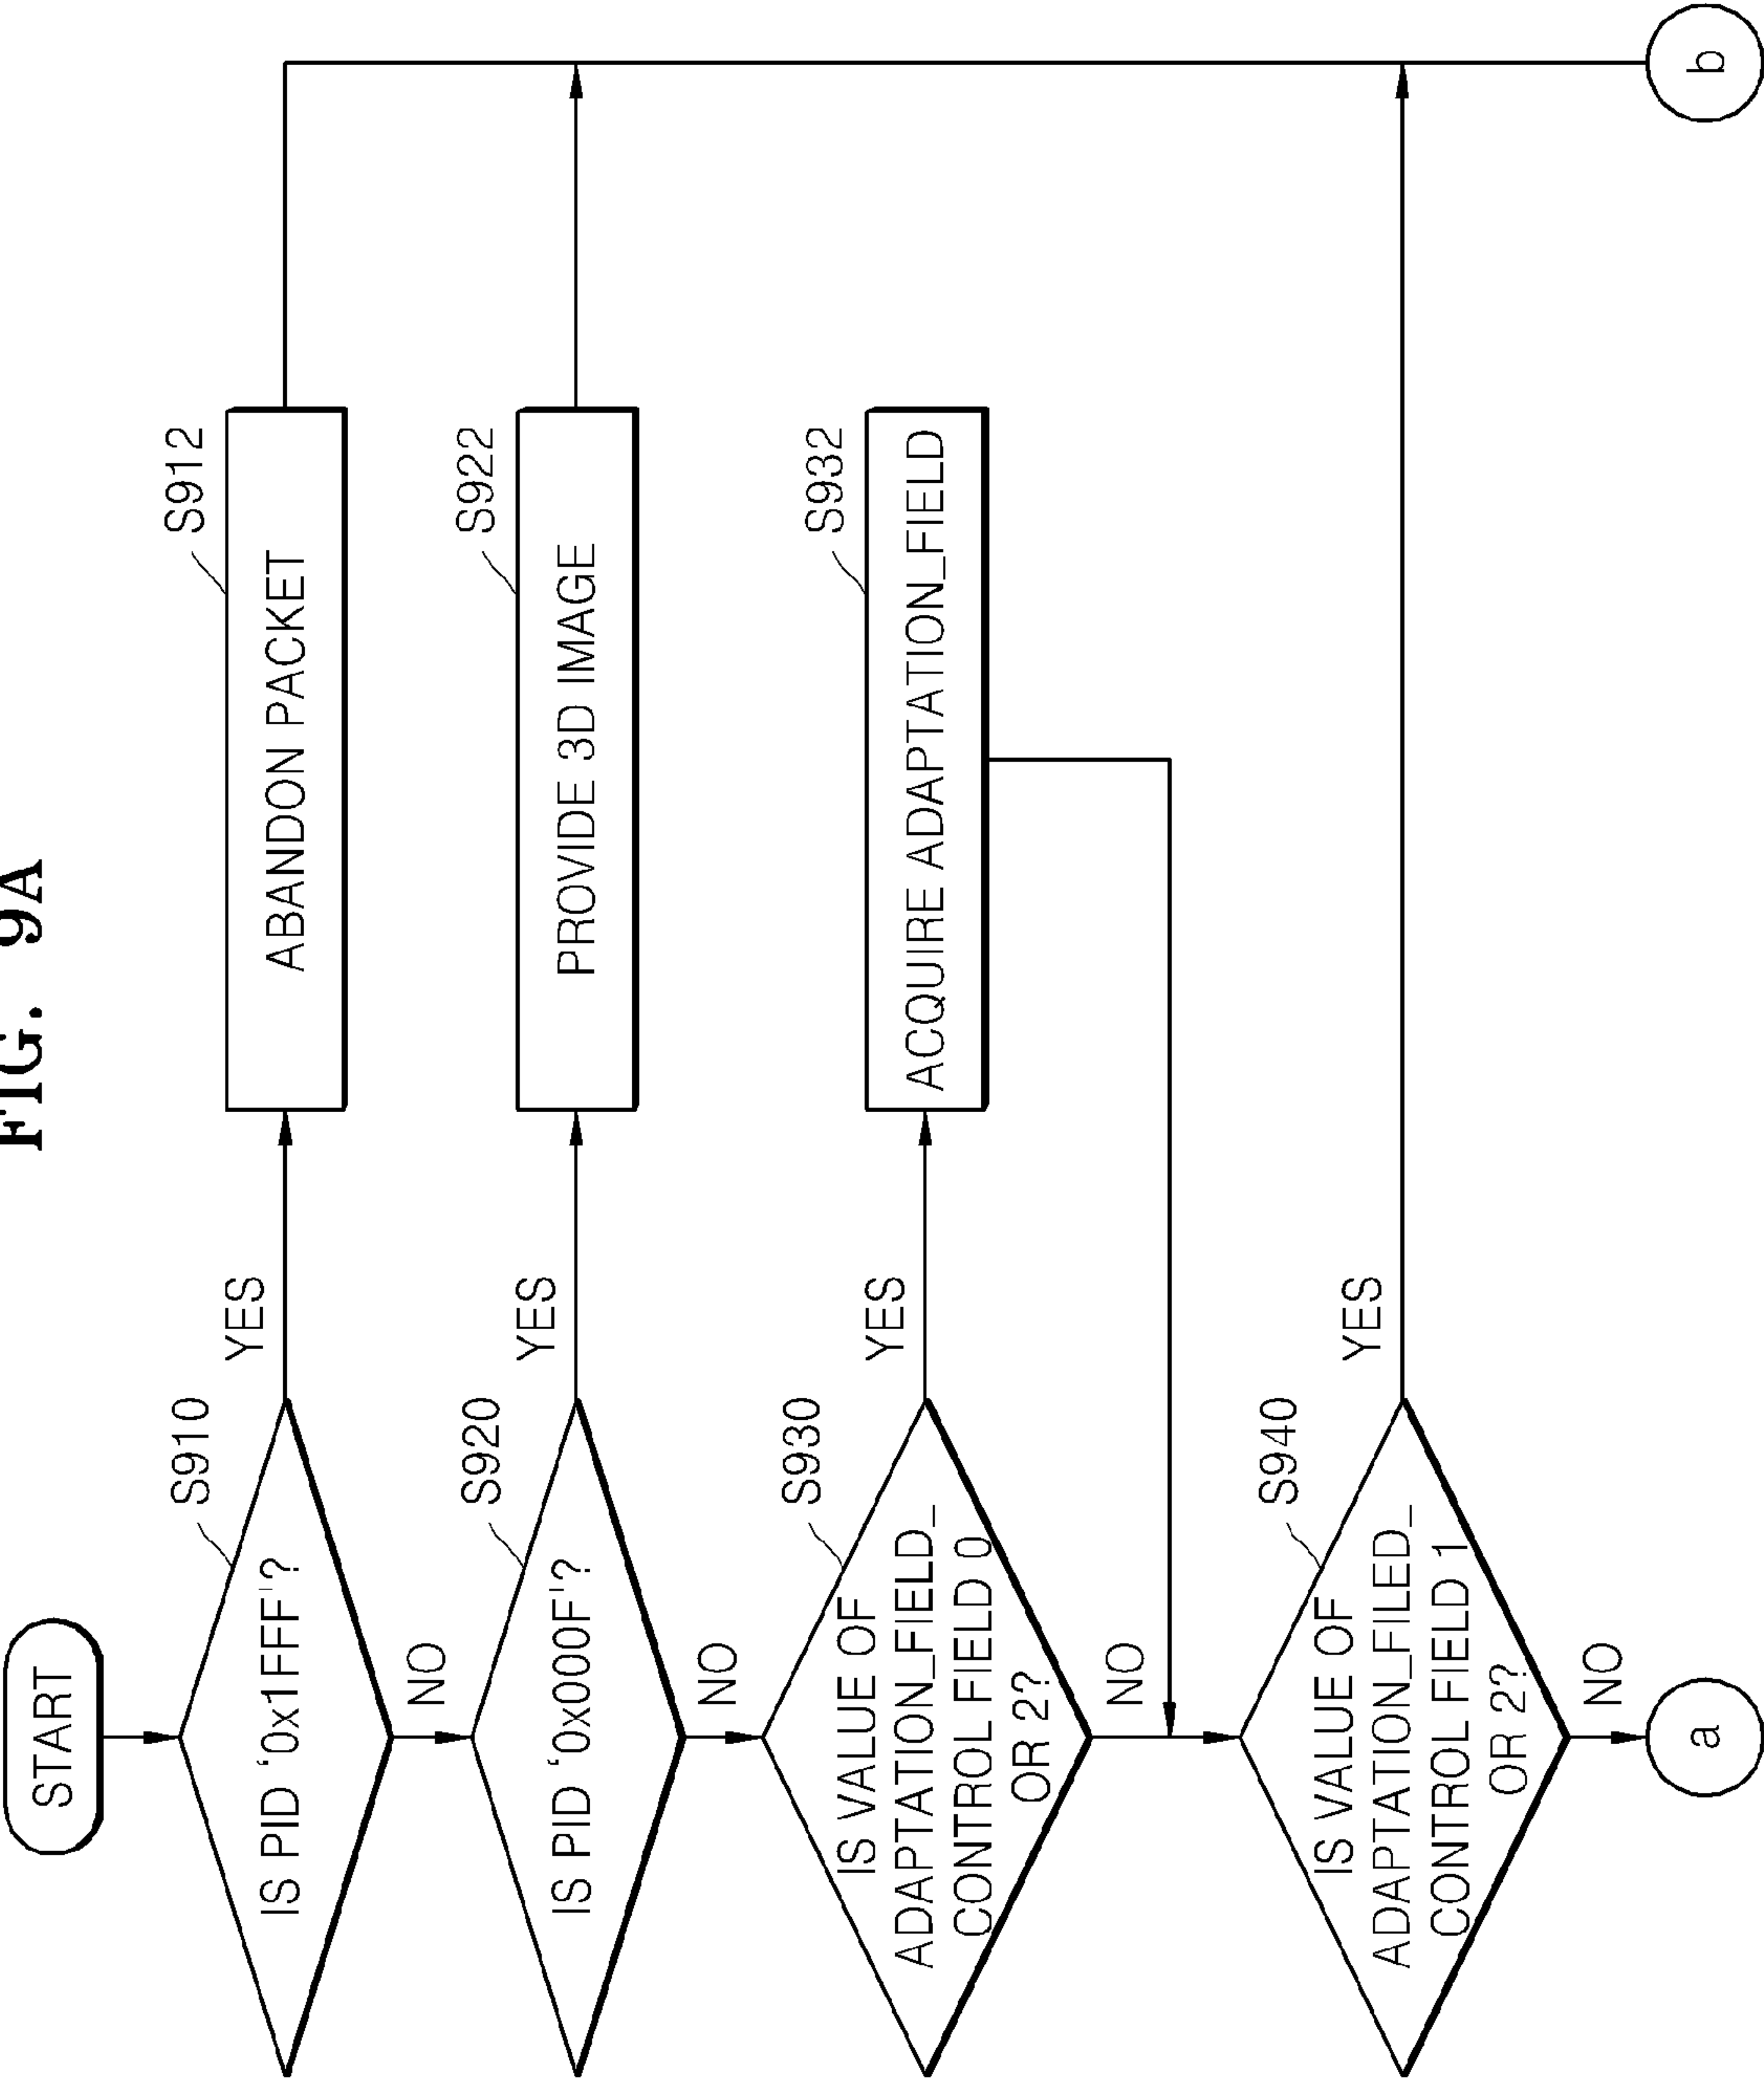 FIG. 9A
START
S910
IS PID ‘0x1FFF'?
YES
S912
ABANDON PACKET
NO
S920
IS PID ‘0x000F'?
YES
S922
PROVIDE 3D IMAGE
NO
S930
IS VALUE OF
ADAPTATION_FIELD_
CONTROL FIELD 0
OR 2?
YES
S932
ACQUIRE ADAPTATION_FIELD
NO
S940
IS VALUE OF
ADAPTATION_FILED_
CONTROL FIELD 1
OR 2?
YES
NO
a
b